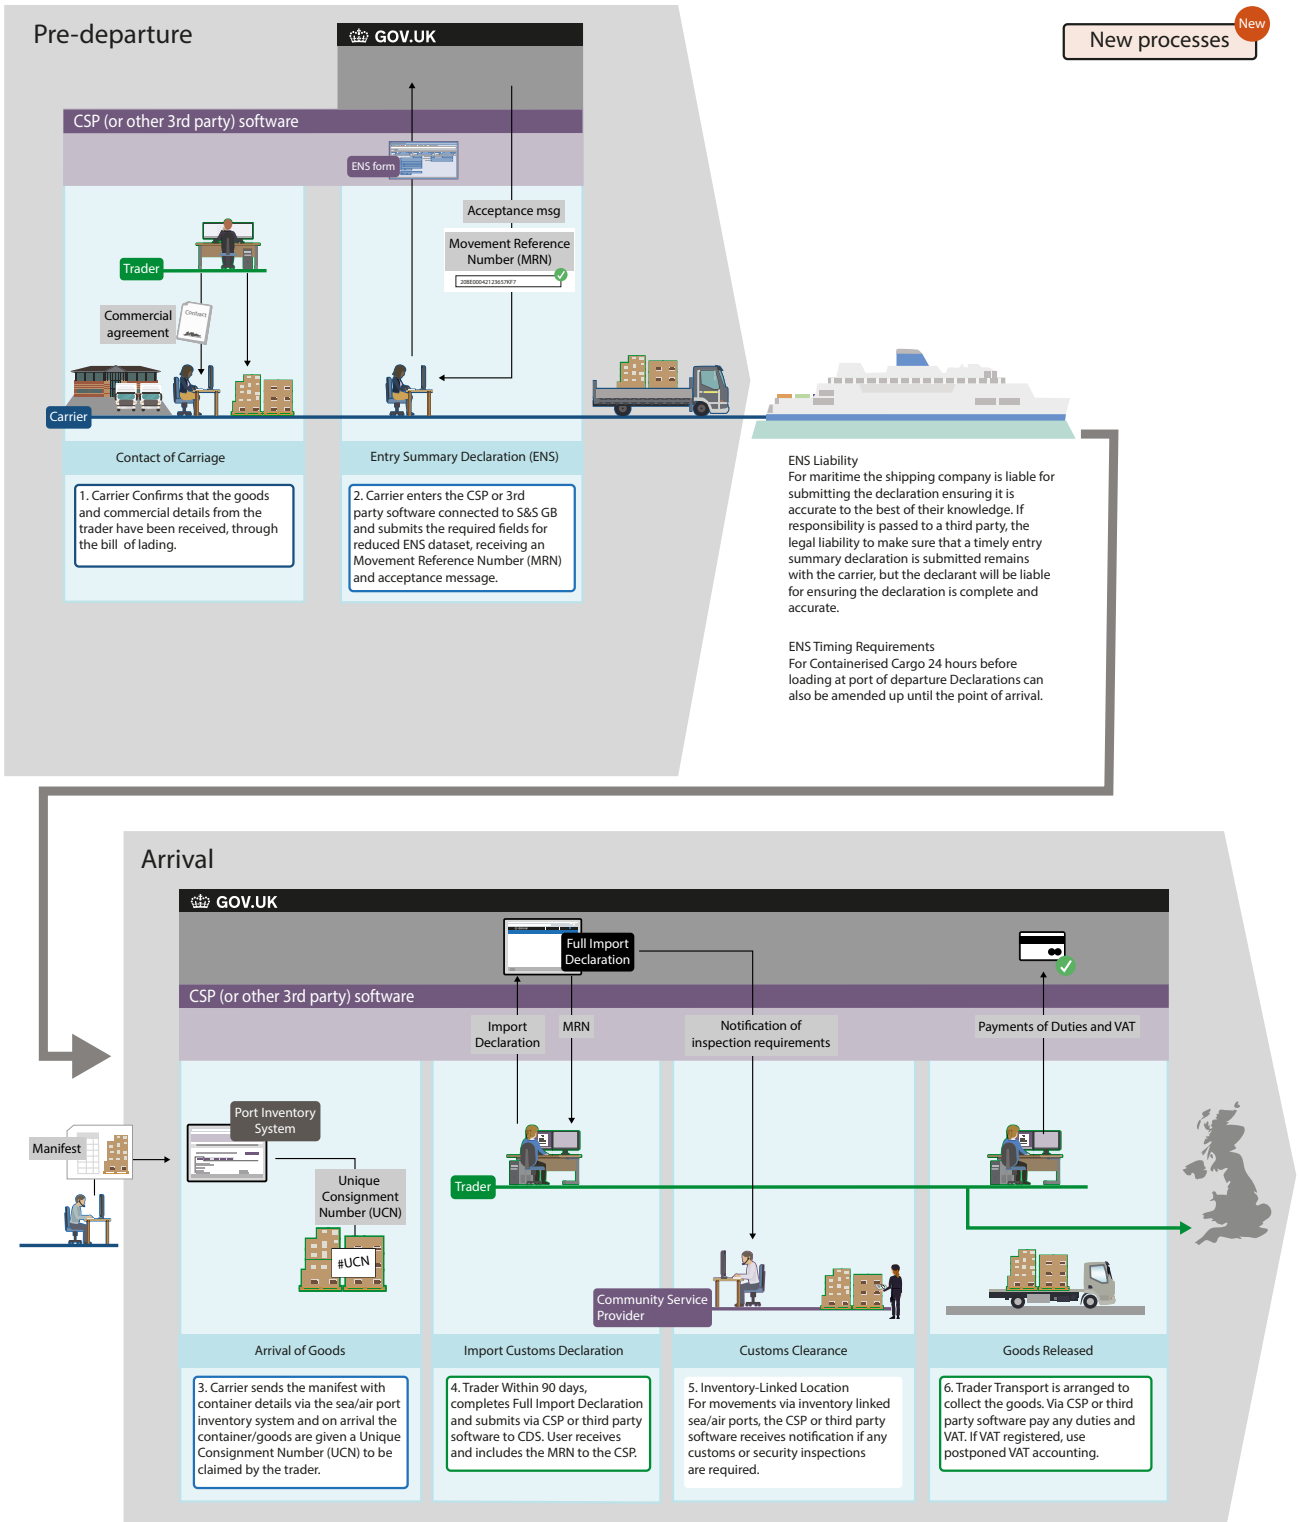 Pre-departure
GOV.UK
New
New processes
CSP (or other 3rd party) software
ENS form
Acceptance msg
Movement Reference
Number (MRN)
20BE00042123657KF7
Trader
Contact
Commercial
agreement
Carrier
Contact of Carriage
Entry Summary Declaration (ENS)
1. Carrier Confirms that the goods
and commercial details from the
trader have been received, through
the bill of lading.
2. Carrier enters the CSP or 3rd
party software connected to S&S GB
and submits the required fields for
reduced ENS dataset, receiving an
Movement Reference Number (MRN)
and acceptance message.
ENS Liability
For maritime the shipping company is liable for
submitting the declaration ensuring it is
accurate to the best of their knowledge. If
responsibility is passed to a third party, the
legal liability to make sure that a timely entry
summary declaration is submitted remains
with the carrier, but the declarant will be liable
for ensuring the declaration is complete and
accurate.
ENS Timing Requirements
For Containerised Cargo 24 hours before
loading at port of departure Declarations can
also be amended up until the point of arrival.
Arrival
GOV.UK
Full Import
Declaration
CSP (or other 3rd party) software
Import
Declaration
MRN
Notification of
inspection requirements
Payments of Duties and VAT
Manifest
Port Inventory
System
Unique
Consignment
Number (UCN)
#UCN
Trader
Community Service
Provider
Arrival of Goods
Import Customs Declaration
Customs Clearance
Goods Released
3. Carrier sends the manifest with
container details via the sea/air port
inventory system and on arrival the
container/goods are given a Unique
Consignment Number (UCN) to be
claimed by the trader.
4. Trader Within 90 days,
completes Full Import Declaration
and submits via CSP or third party
software to CDS. User receives
and includes the MRN to the CSP.
5. Inventory-Linked Location
For movements via inventory linked
sea/air ports, the CSP or third party
software receives notification if any
customs or security inspections
are required.
6. Trader Transport is arranged to
collect the goods. Via CSP or third
party software pay any duties and
VAT. If VAT registered, use
postponed VAT accounting.